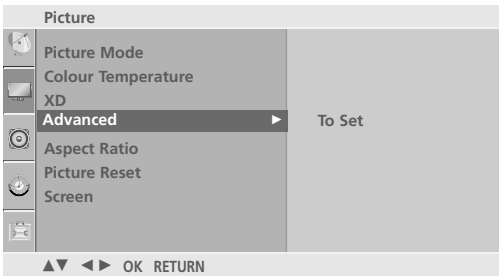 Picture
Picture Mode
Colour Temperature
XD
Advanced ► To Set
Aspect Ratio
Picture Reset
Screen
▲▼ ◄► OK RETURN